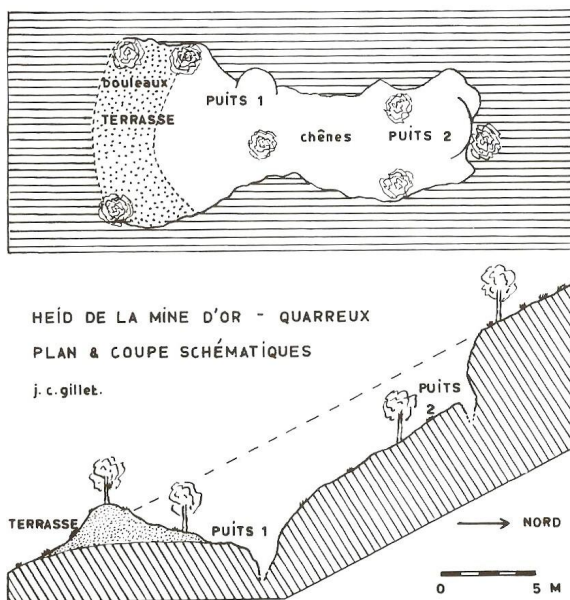 bouleaux
PUITS 1
TERRASSE
chênes
PUITS 2
HEÏD DE LA MINE D'OR - QUARREUX
PLAN & COUPE SCHÉMATIQUES
j.c.gillet.
PUITS
2
TERRASSE
PUITS 1
NORD
0 5 M